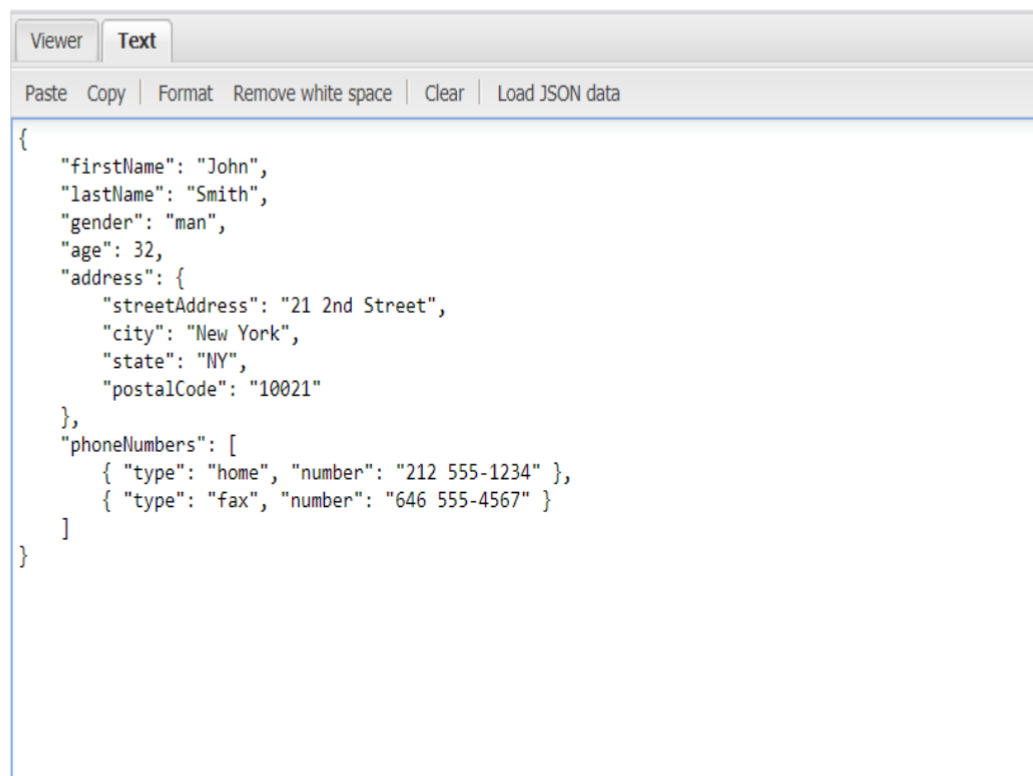 Viewer Text
Paste Copy Format Remove white space Clear Load JSON data
{
    "firstName": "John",
    "lastName": "Smith",
    "gender": "man",
    "age": 32,
    "address": {
        "streetAddress": "21 2nd Street",
        "city": "New York",
        "state": "NY",
        "postalCode": "10021"
    },
    "phoneNumbers": [
        { "type": "home", "number": "212 555-1234" },
        { "type": "fax", "number": "646 555-4567" }
    ]
}